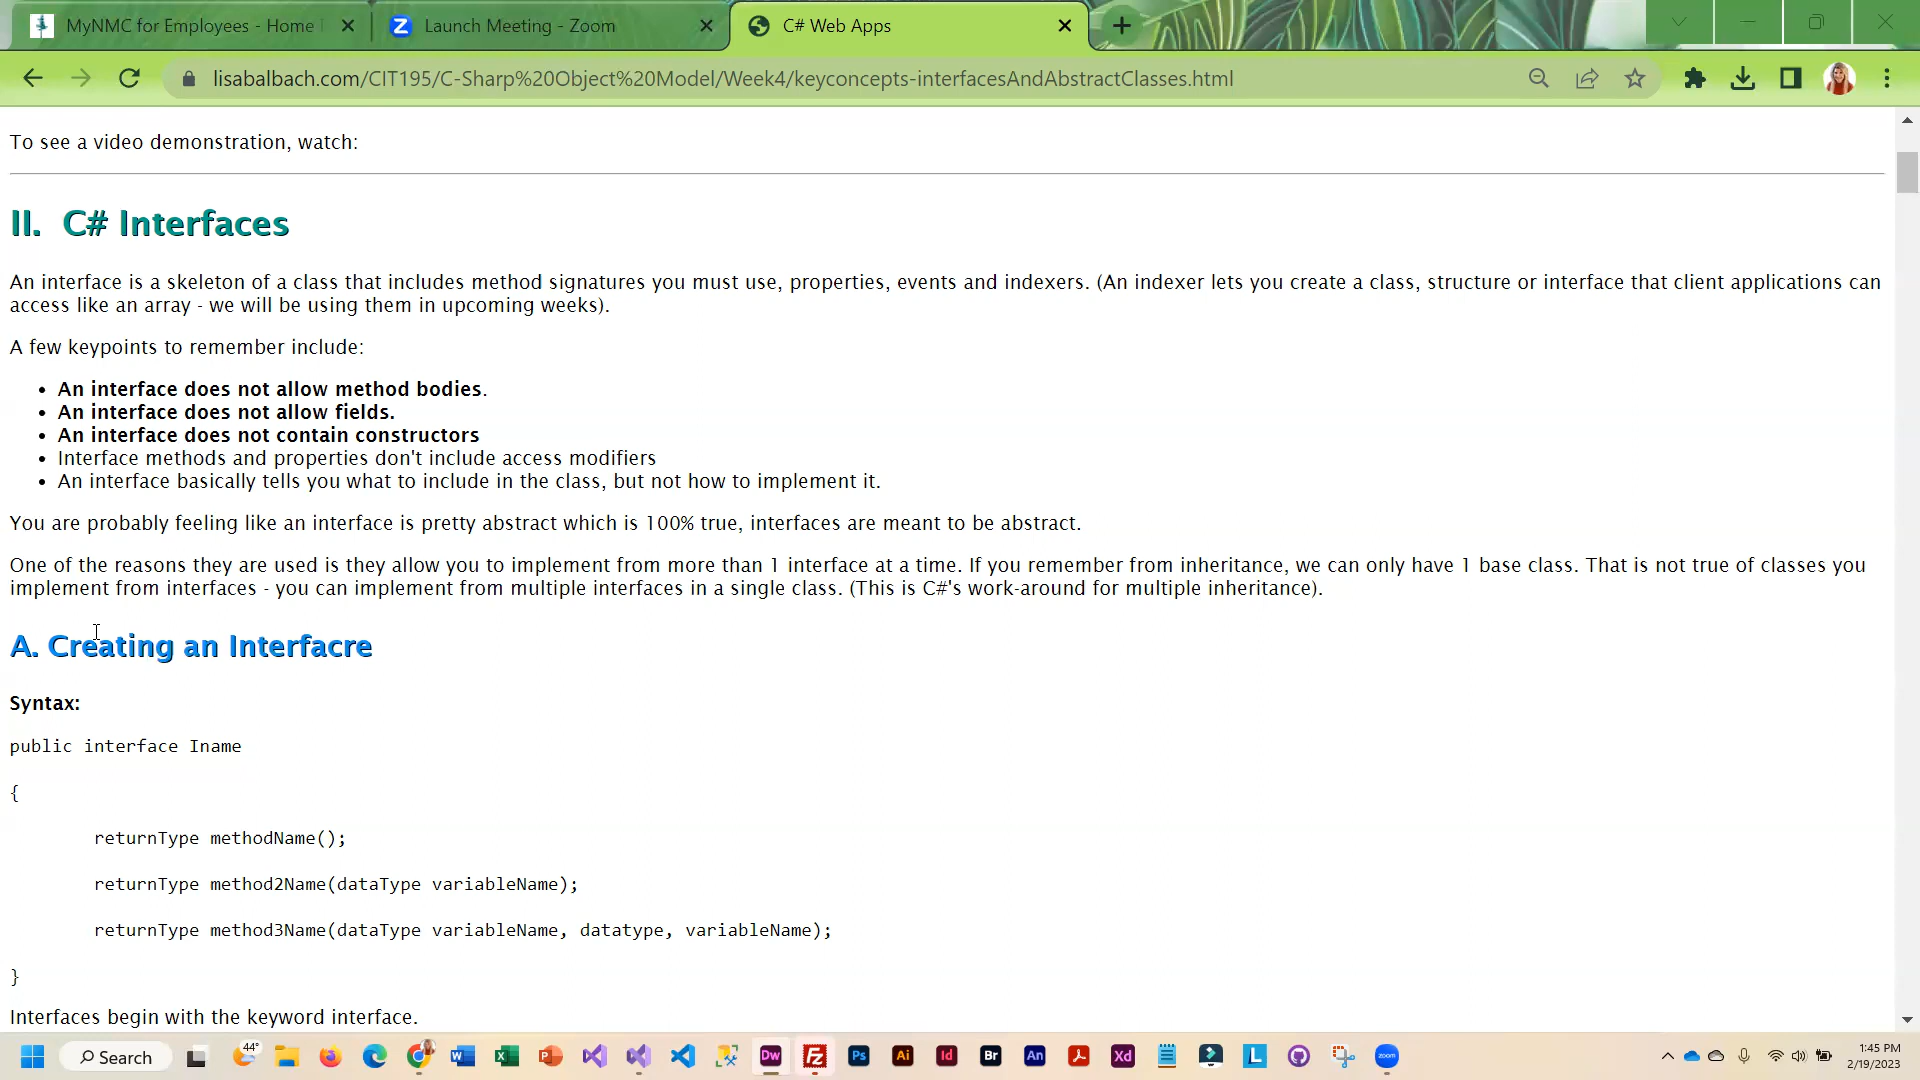 MyNMC for Employees - Home
Launch Meeting - Zoom
C# Web Apps
lisabalbach.com/CIT195/C-Sharp%20Object%20Model/Week4/keyconcepts-interfacesAndAbstractClasses.html
To see a video demonstration, watch:
II. C# Interfaces
An interface is a skeleton of a class that includes method signatures you must use, properties, events and indexers. (An indexer lets you create a class, structure or interface that client applications can
access like an array - we will be using them in upcoming weeks).
A few keypoints to remember include:
• An interface does not allow method bodies.
• An interface does not allow fields.
• An interface does not contain constructors
• Interface methods and properties don't include access modifiers
• An interface basically tells you what to include in the class, but not how to implement it.
You are probably feeling like an interface is pretty abstract which is 100% true, interfaces are meant to be abstract.
One of the reasons they are used is they allow you to implement from more than 1 interface at a time. If you remember from inheritance, we can only have 1 base class. That is not true of classes you
implement from interfaces - you can implement from multiple interfaces in a single class. (This is C#'s work-around for multiple inheritance).
A. Creating an Interfacre
Syntax:
public interface Iname
{
returnType methodName();
returnType method2Name(dataType variableName);
returnType method3Name(dataType variableName, datatype, variableName);
}
Interfaces begin with the keyword interface.
Search
44°
Dw
Fz
Ps
Ai
Id
Br
An
Xd
L
zoom
1:45 PM
2/19/2023